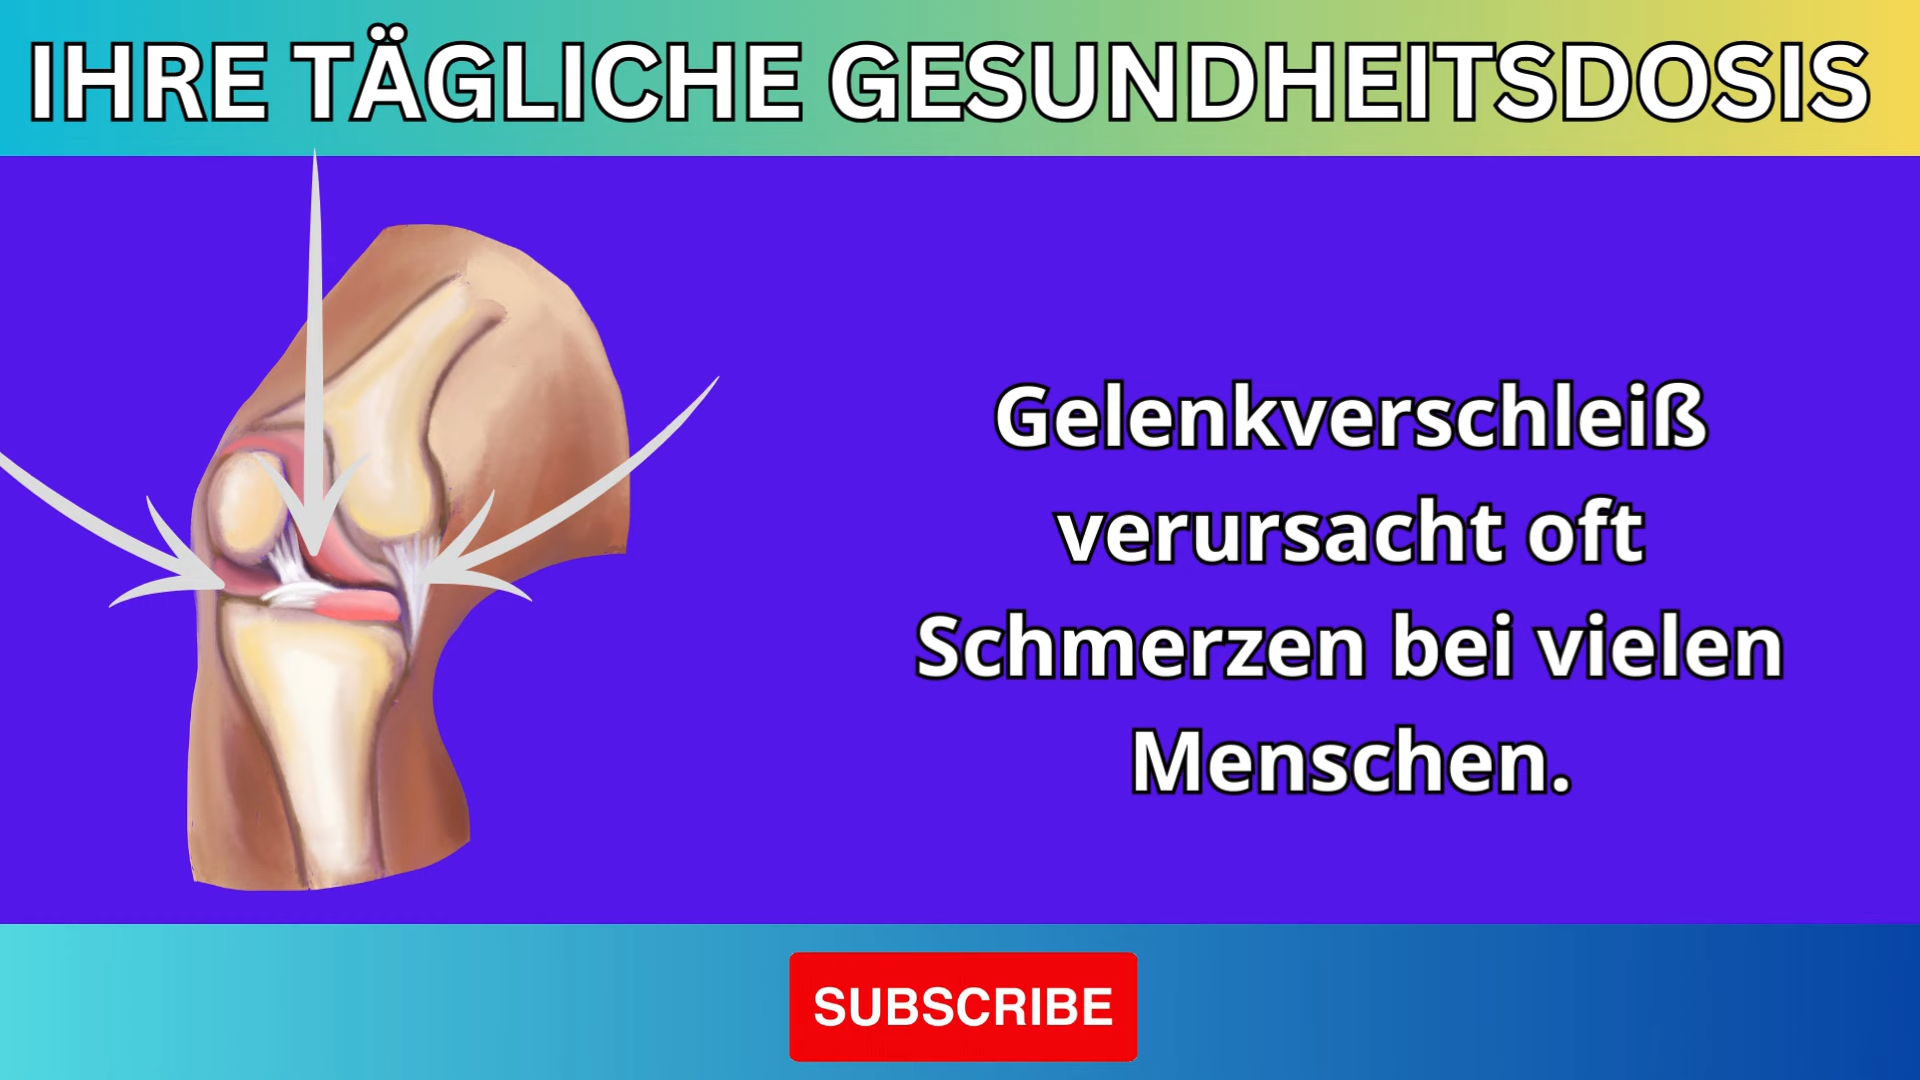 IHRE TÄGLICHE GESUNDHEITSDOSIS
Gelenkverschleiß
verursacht oft
Schmerzen bei vielen
Menschen.
SUBSCRIBE